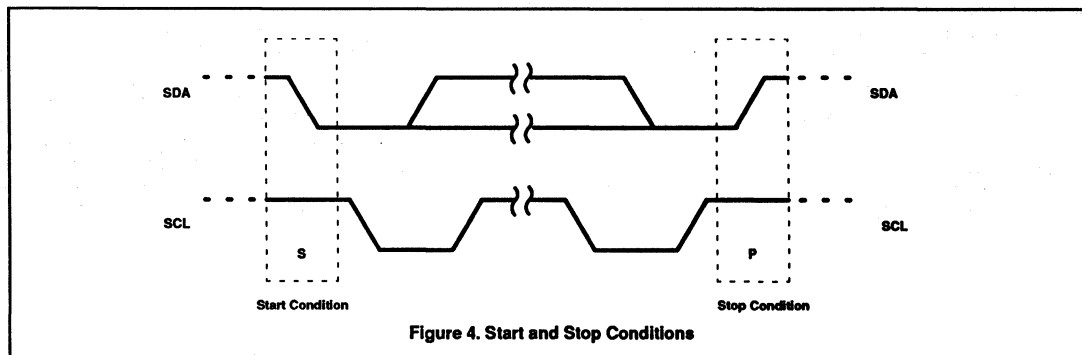 SDA
SDA
SCL
SCL
S
P
Start Condition
Stop Condition
Figure 4. Start and Stop Conditions